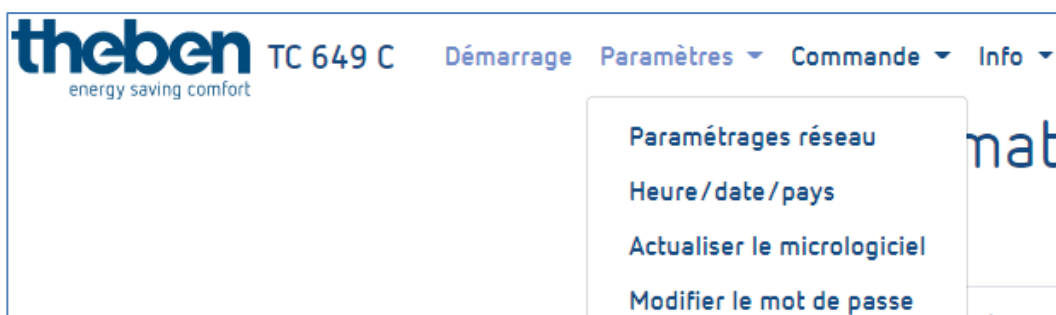 theben TC 649 C Démarrage Paramètres Commande Info
energy saving comfort
Paramétrages réseau
mat
Heure/date/pays
Actualiser le micrologiciel
Modifier le mot de passe